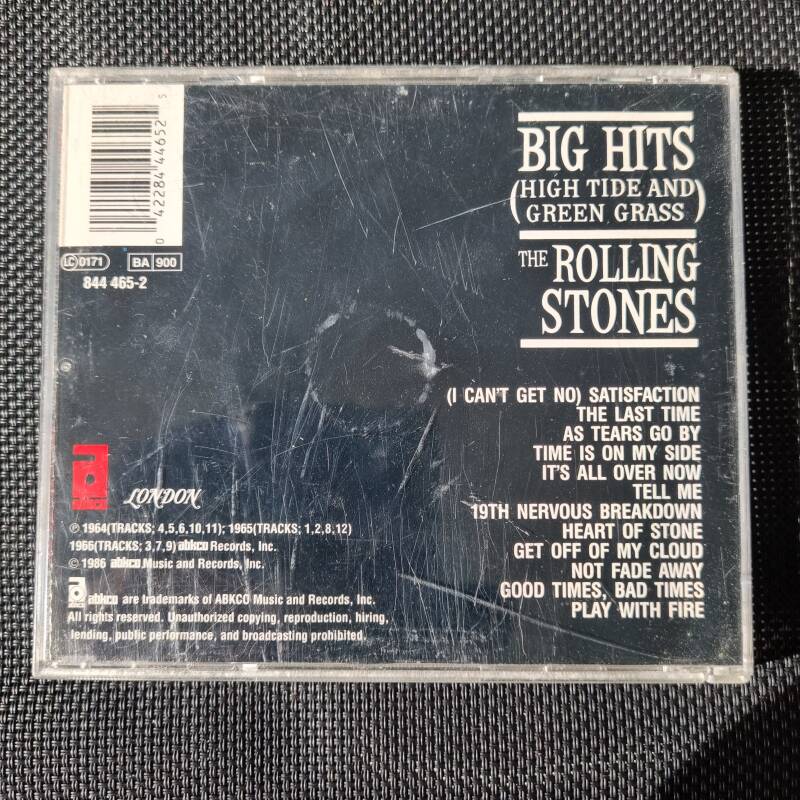 BIG HITS
(HIGH TIDE AND
GREEN GRASS)
THE ROLLING
STONES
0 42284 44652 5
LC 0171 BA 900
844 465-2
(I CAN'T GET NO) SATISFACTION
THE LAST TIME
AS TEARS GO BY
TIME IS ON MY SIDE
IT'S ALL OVER NOW
TELL ME
19TH NERVOUS BREAKDOWN
HEART OF STONE
GET OFF OF MY CLOUD
NOT FADE AWAY
GOOD TIMES, BAD TIMES
PLAY WITH FIRE
LONDON
℗ 1964(TRACKS; 4,5,6,10,11); 1965(TRACKS; 1,2,8,12)
1966(TRACKS; 3,7,9) abkco Records, Inc.
© 1986 abkco Music and Records, Inc.
abkco are trademarks of ABKCO Music and Records, Inc.
All rights reserved. Unauthorized copying, reproduction, hiring,
lending, public performance, and broadcasting prohibited.